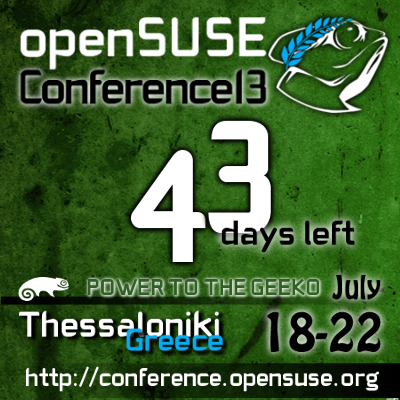 openSUSE
Conference13
43
days left
POWER TO THE GEEKO July
Thessaloniki 18-22
Greece
http://conference.opensuse.org